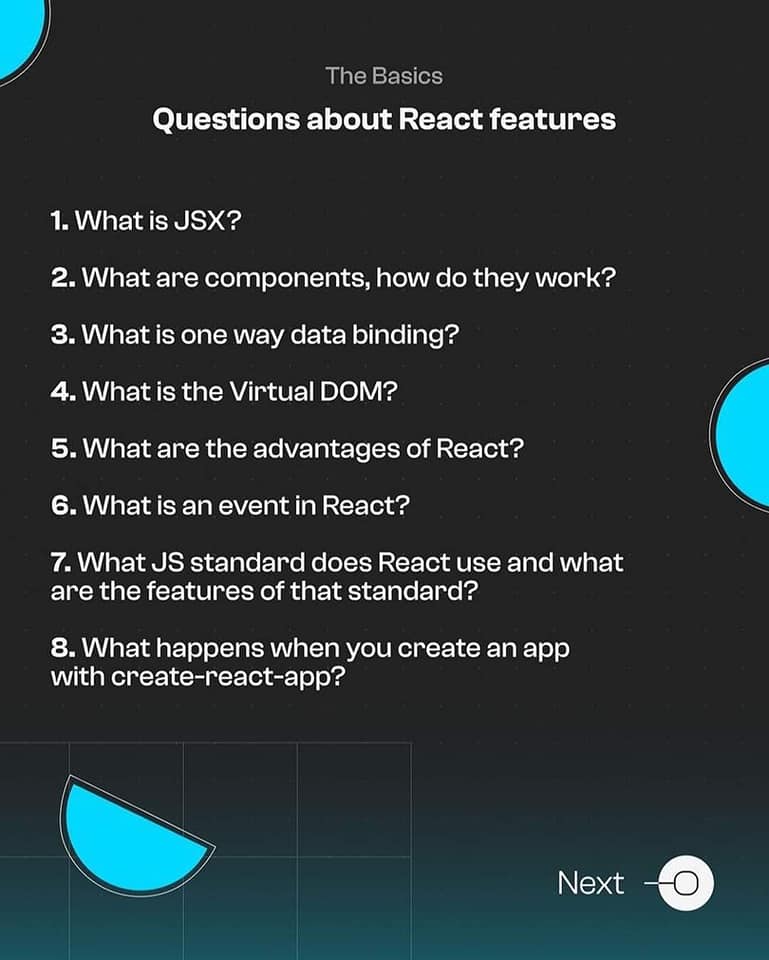 The Basics
Questions about React features
1. What is JSX?
2. What are components, how do they work?
3. What is one way data binding?
4. What is the Virtual DOM?
5. What are the advantages of React?
6. What is an event in React?
7. What JS standard does React use and what
are the features of that standard?
8. What happens when you create an app
with create-react-app?
Next